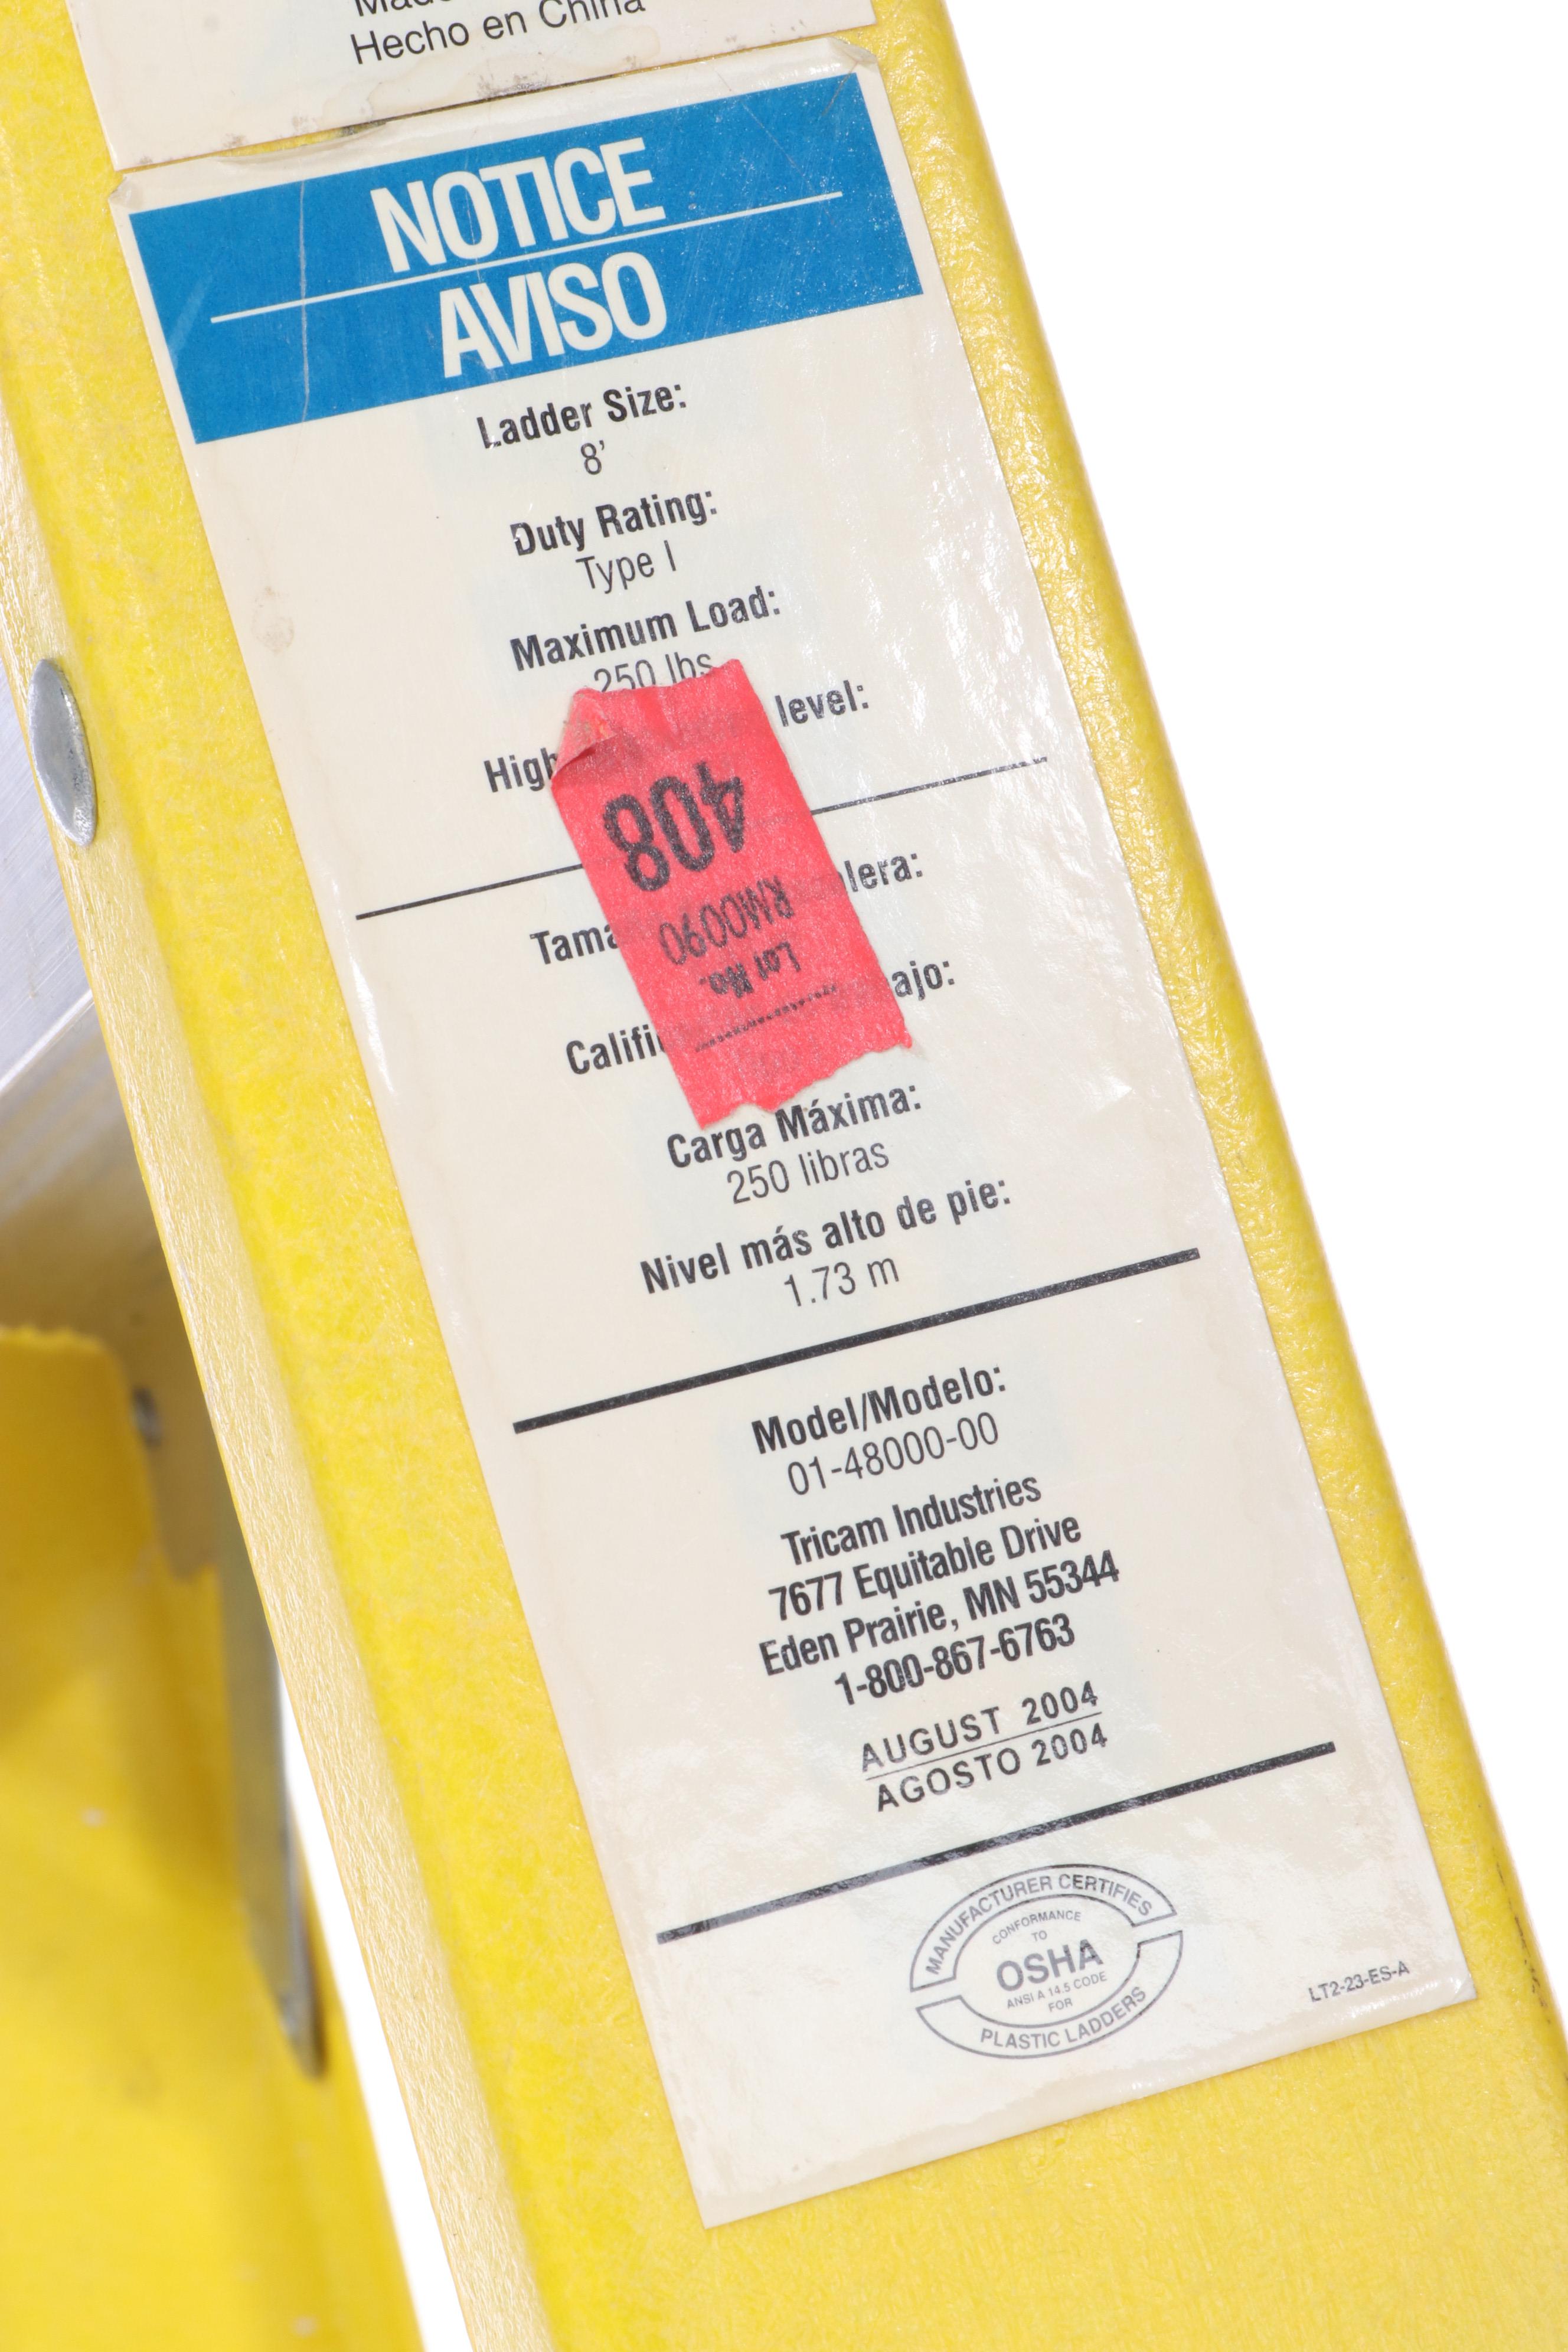 Hecho en China
NOTICE
AVISO
Ladder Size:
8'
Duty Rating:
Type I
Maximum Load:
250 lbs
level:
Carga Máxima:
250 libras
Nivel más alto de pie:
1.73 m
Model/Modelo:
01-48000-00
Tricam Industries
7677 Equitable Drive
Eden Prairie, MN 55344
1-800-867-6763
AUGUST 2004
AGOSTO 2004
MANUFACTURER CERTIFIES
CONFORMANCE
TO
OSHA
ANSI A 14.5 CODE
FOR
PLASTIC LADDERS
LT2-23-ES-A
Lot No.
RM0090
408